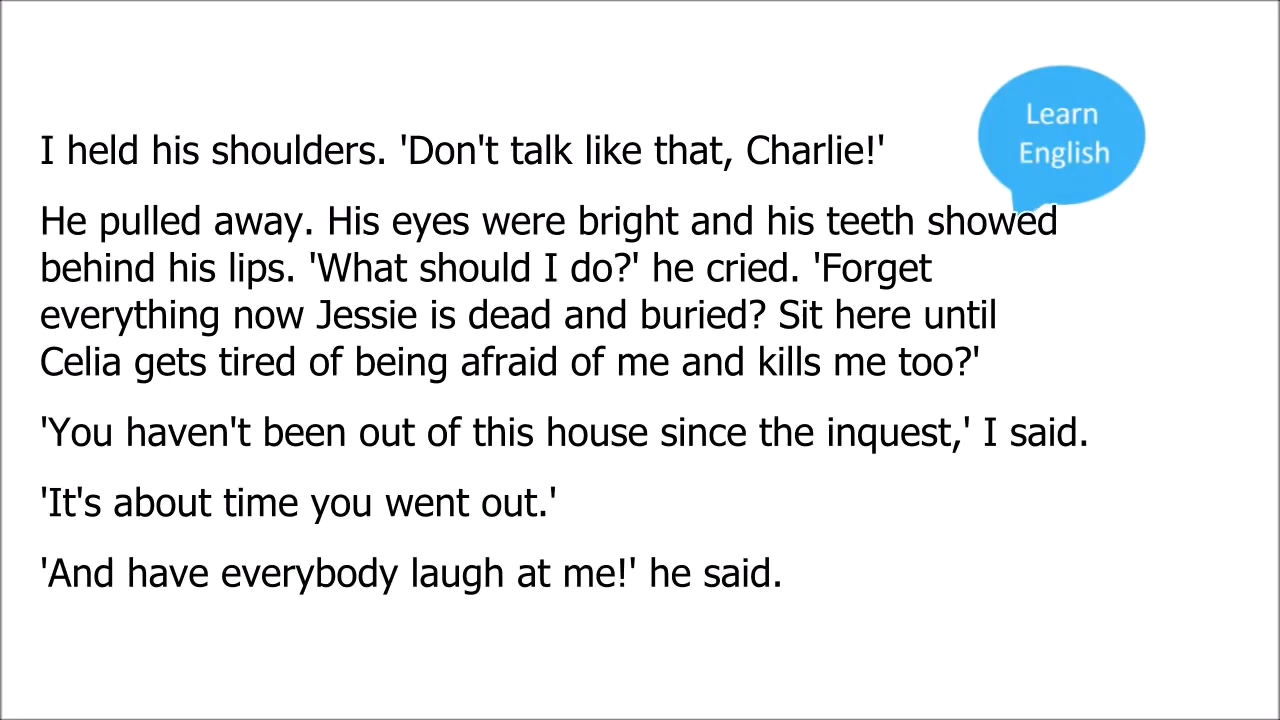 Learn
English
I held his shoulders. 'Don't talk like that, Charlie!'
He pulled away. His eyes were bright and his teeth showed
behind his lips. 'What should I do?' he cried. 'Forget
everything now Jessie is dead and buried? Sit here until
Celia gets tired of being afraid of me and kills me too?'
'You haven't been out of this house since the inquest,' I said.
'It's about time you went out.'
'And have everybody laugh at me!' he said.